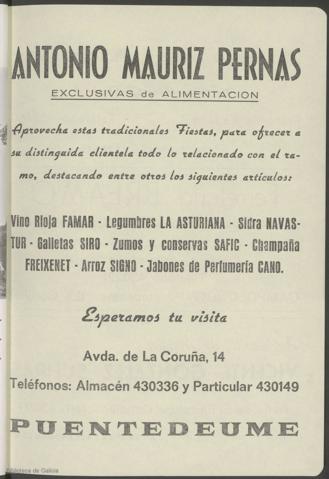 ANTONIO MAURIZ PERNAS
EXCLUSIVAS de ALIMENTACION
Aprovecha estas tradicionales Fiestas, para ofrecer a
su distinguida clientela todo lo relacionado con el ra-
mo, destacando entre otros los siguientes artículos:
Vino Rioja FAMAR - Legumbres LA ASTURIANA - Sidra NAVAS-
TUR - Galletas SIRO - Zumos y conservas SAFIC - Champaña
FREIXENET - Arroz SIGNO - Jabones de Perfumería CANO.
Esperamos tu visita
Avda. de La Coruña, 14
Teléfonos: Almacén 430336 y Particular 430149
PUENTEDEUME
Biblioteca de Galicia